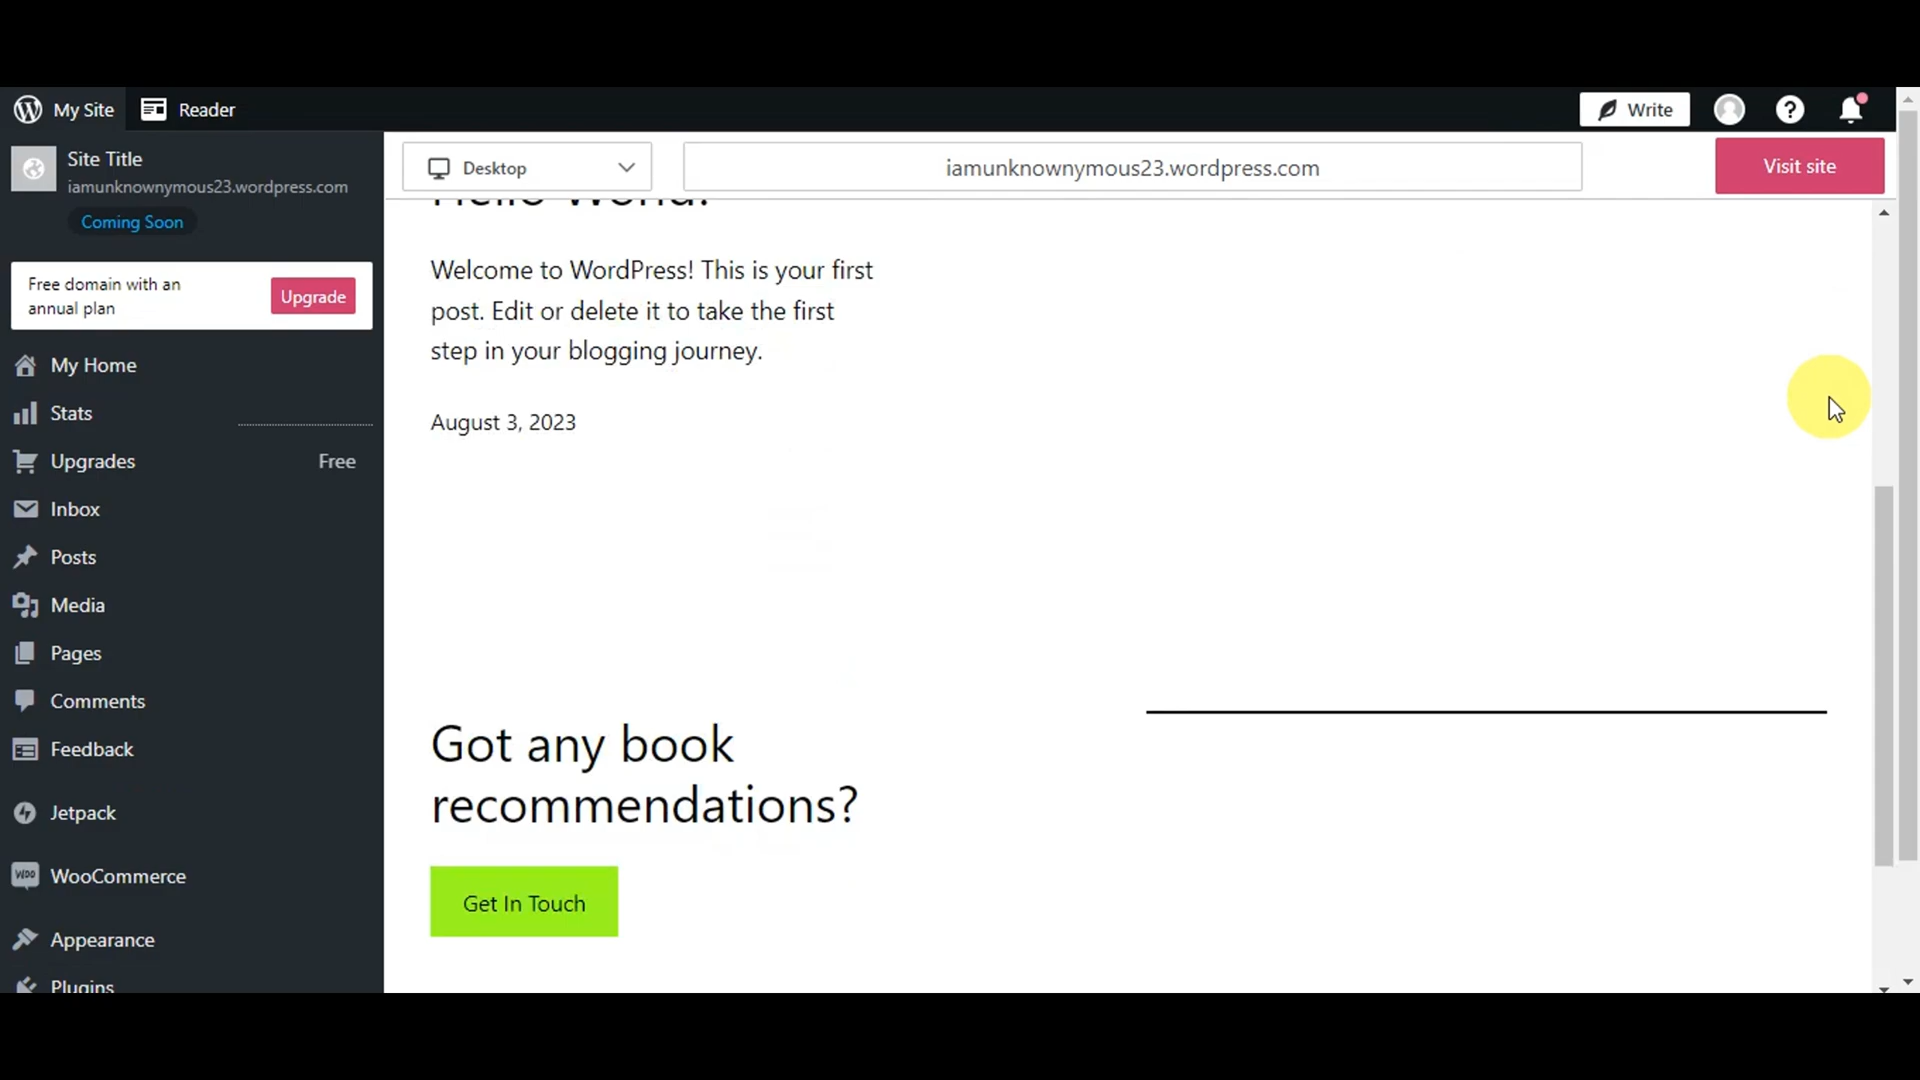 My Site
Reader
Write
Site Title
iamunknownymous23.wordpress.com
Coming Soon
Desktop
iamunknownymous23.wordpress.com
Visit site
Free domain with an
annual plan
Upgrade
My Home
Stats
Upgrades
Free
Inbox
Posts
Media
Pages
Comments
Feedback
Jetpack
WooCommerce
Appearance
Plugins
Hello World!
Welcome to WordPress! This is your first
post. Edit or delete it to take the first
step in your blogging journey.
August 3, 2023
Got any book
recommendations?
Get In Touch